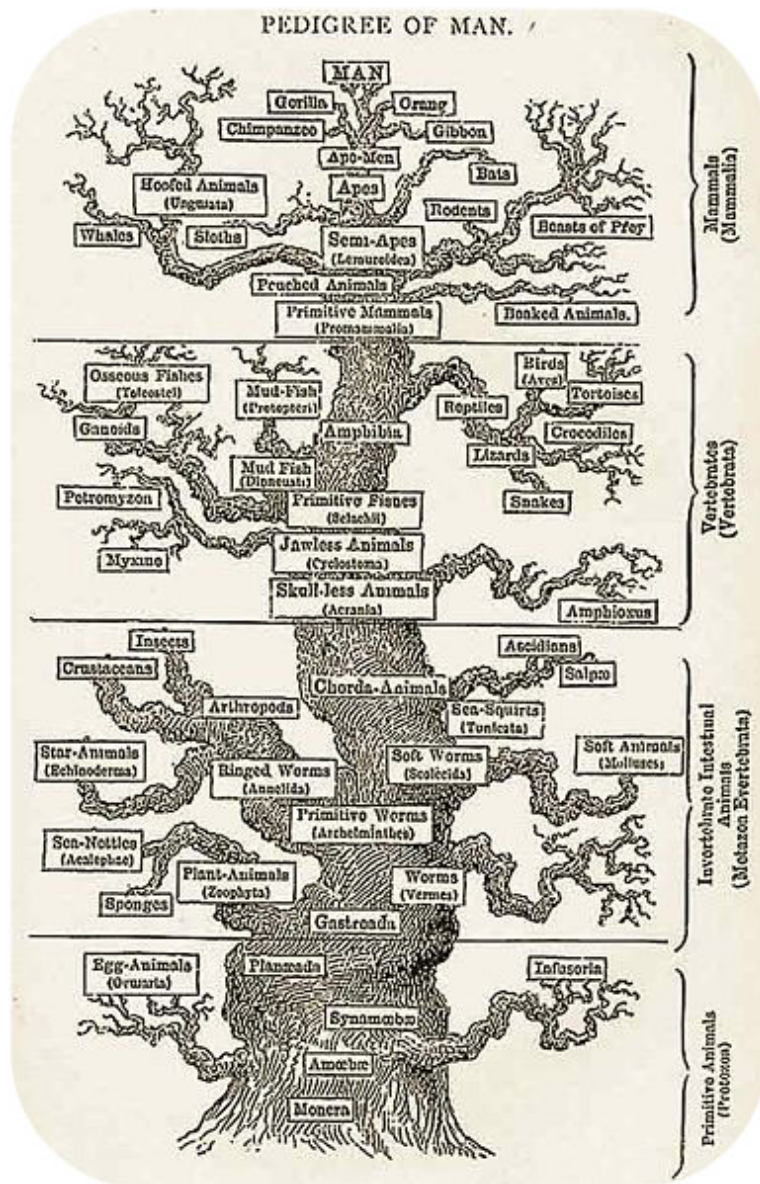 PEDIGREE OF MAN.
MAN
Gorilla
Orang
Chimpanzee
Gibbon
Ape-Men
Bats
Apes
Hoofed Animals
(Ungulata)
Rodents
Whales
Sloths
Semi-Apes
(Lemuroidea)
Beasts of Prey
Pouched Animals
Primitive Mammals
(Promammalia)
Beaked Animals.
Mammals
(Mammalia)
Osseous Fishes
(Teleostei)
Mud-Fish
(Protopteri)
Birds
(Aves)
Tortoises
Ganoids
Amphibia
Reptiles
Crocodiles
Lizards
Mud Fish
(Dipneusti)
Petromyzon
Primitive Fishes
(Selachii)
Snakes
Jawless Animals
(Cyclostoma)
Myxine
Skull-less Animals
(Acrania)
Amphioxus
Vertebrates
(Vertebrata)
Insects
Ascidians
Crustaceans
Salpæ
Chorda-Animals
Arthropods
Sea-Squirts
(Tunicata)
Star-Animals
(Echinoderma)
Ringed Worms
(Annelida)
Soft Worms
(Scolecida)
Soft Animals
(Molluscs)
Primitive Worms
(Archelminthes)
Sea-Nettles
(Acalephae)
Plant-Animals
(Zoophyta)
Worms
(Vermes)
Sponges
Gastreada
Invertebrate Intestinal
Animals
(Metazoa Evertebrata)
Egg-Animals
(Ovularia)
Planæada
Infusoria
Synamœbæ
Amœbæ
Monera
Primitive Animals
(Protozoa)